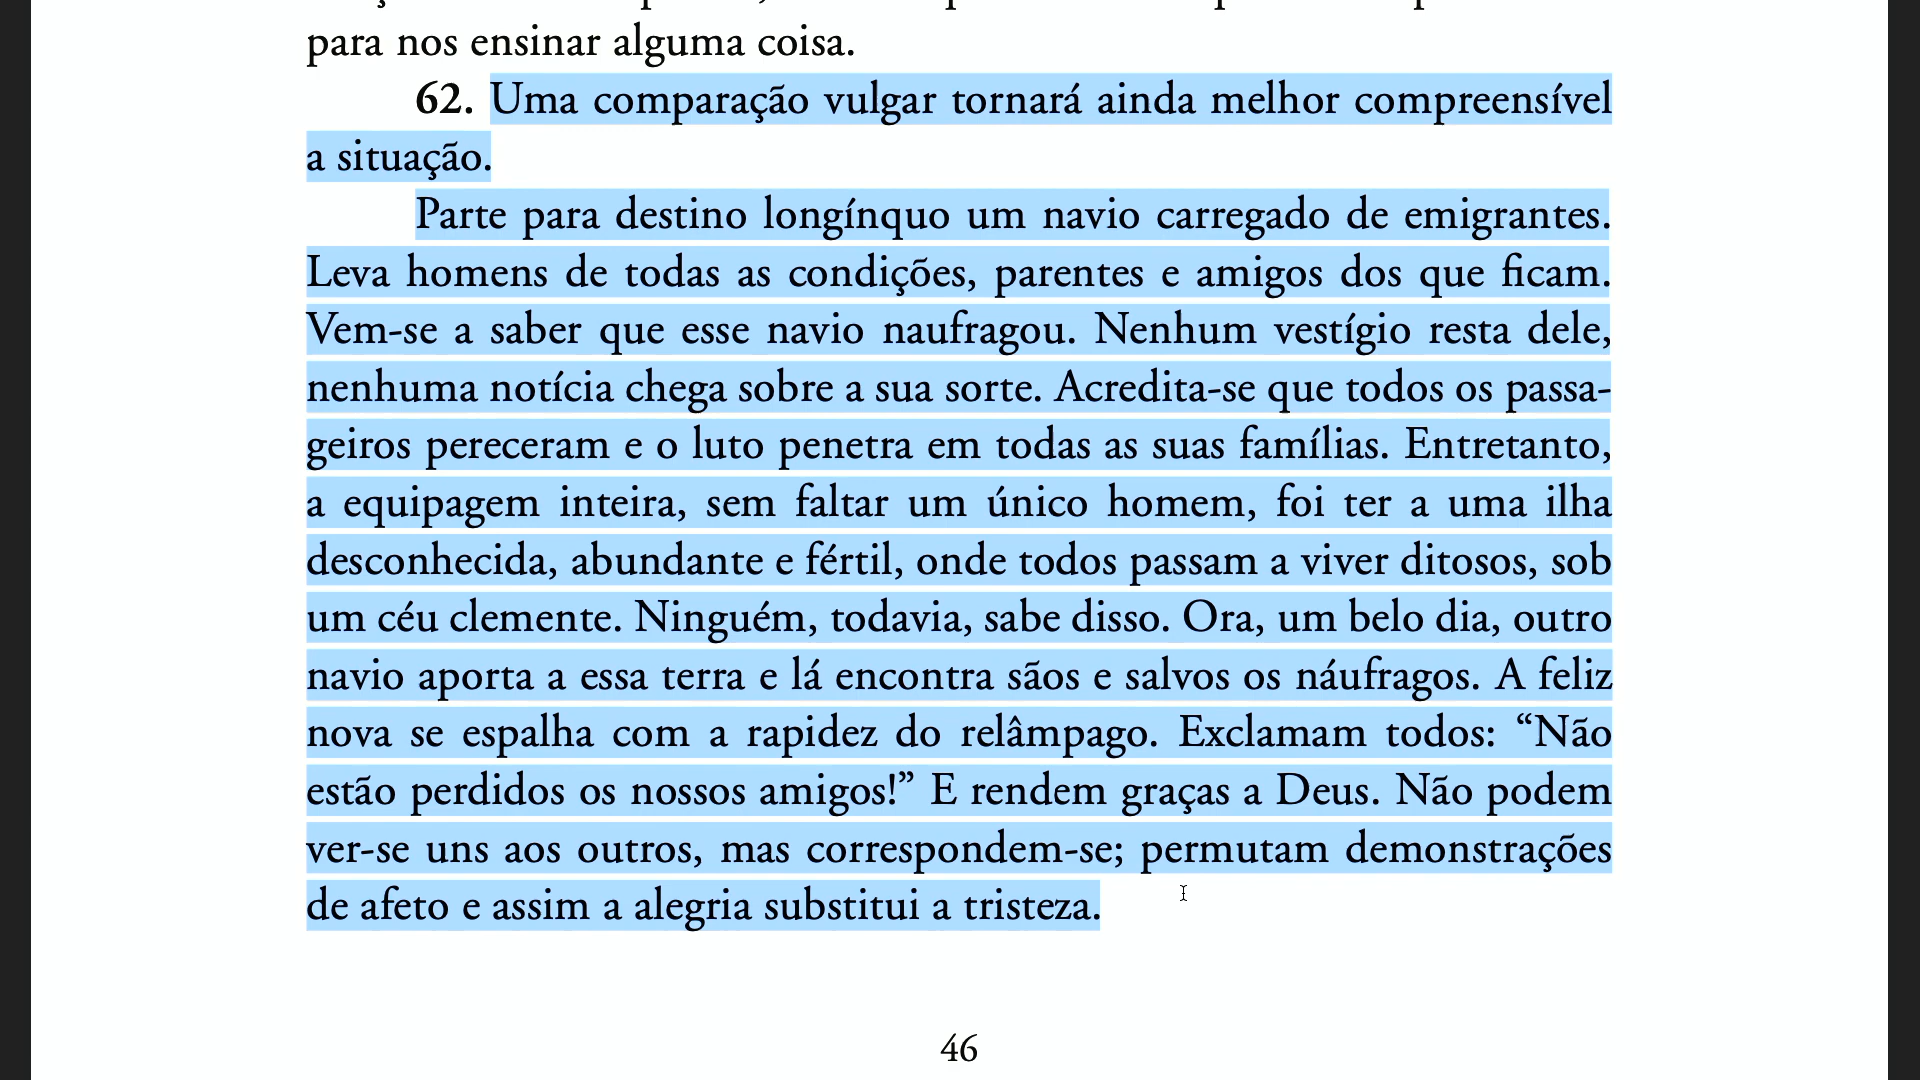 para nos ensinar alguma coisa.
62. Uma comparação vulgar tornará ainda melhor compreensível
a situação.
Parte para destino longínquo um navio carregado de emigrantes.
Leva homens de todas as condições, parentes e amigos dos que ficam.
Vem-se a saber que esse navio naufragou. Nenhum vestígio resta dele,
nenhuma notícia chega sobre a sua sorte. Acredita-se que todos os passa-
geiros pereceram e o luto penetra em todas as suas famílias. Entretanto,
a equipagem inteira, sem faltar um único homem, foi ter a uma ilha
desconhecida, abundante e fértil, onde todos passam a viver ditosos, sob
um céu clemente. Ninguém, todavia, sabe disso. Ora, um belo dia, outro
navio aporta a essa terra e lá encontra sãos e salvos os náufragos. A feliz
nova se espalha com a rapidez do relâmpago. Exclamam todos: “Não
estão perdidos os nossos amigos!” E rendem graças a Deus. Não podem
ver-se uns aos outros, mas correspondem-se; permutam demonstrações
de afeto e assim a alegria substitui a tristeza.
46